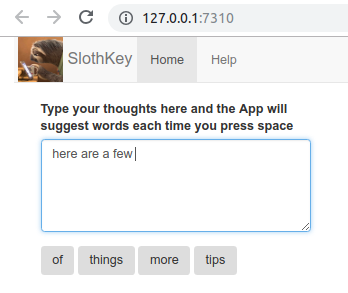 127.0.0.1:7310
SlothKey Home Help
Type your thoughts here and the App will
suggest words each time you press space
here are a few
of things more tips